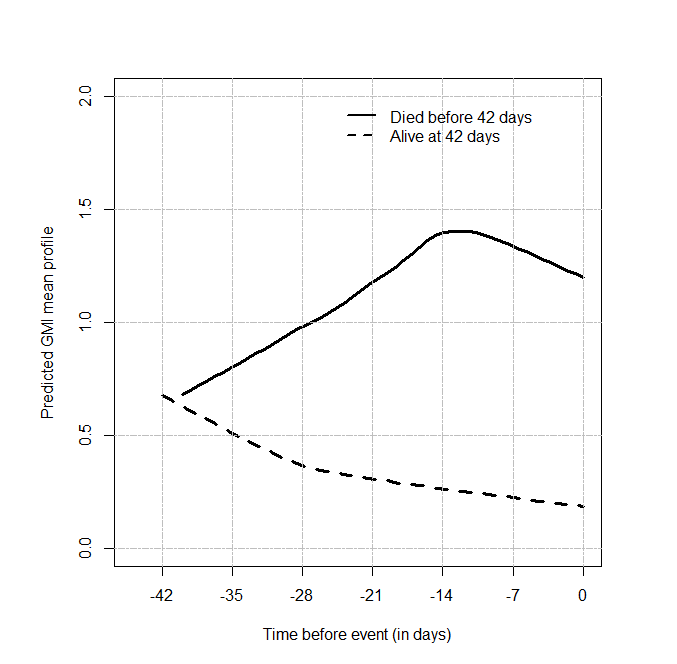 Died before 42 days
Alive at 42 days
Predicted GMI mean profile
2.0
1.5
1.0
0.5
0.0
-42 -35 -28 -21 -14 -7 0
Time before event (in days)